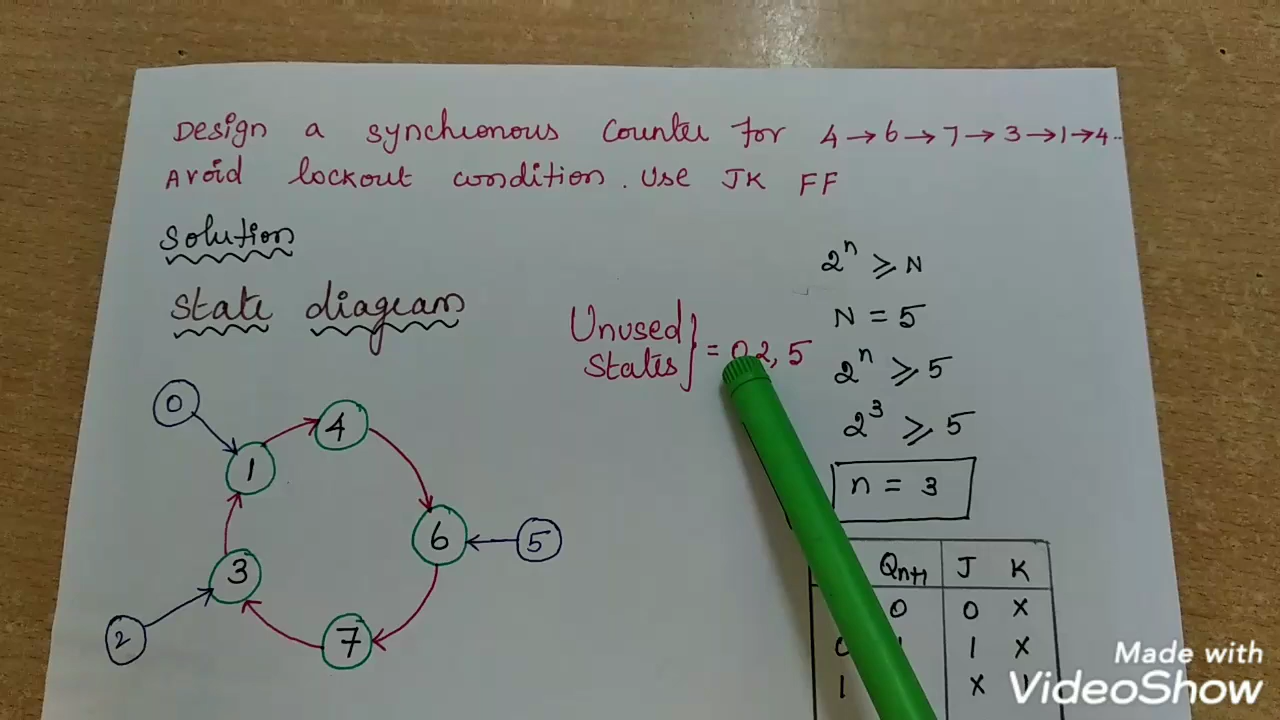 Design a synchronous counter for 4→6→7→3→1→4..
Avoid lockout condition. Use JK FF
Solution
State diagram
Unused States } = 0,2,5
2ⁿ ⩾ N
N = 5
2ⁿ ⩾ 5
2³ ⩾ 5
n = 3
0
4
1
6
5
3
2
7
Qn+1 J K
0 0 X
0 1 X
1 X
Made with
VideoShow